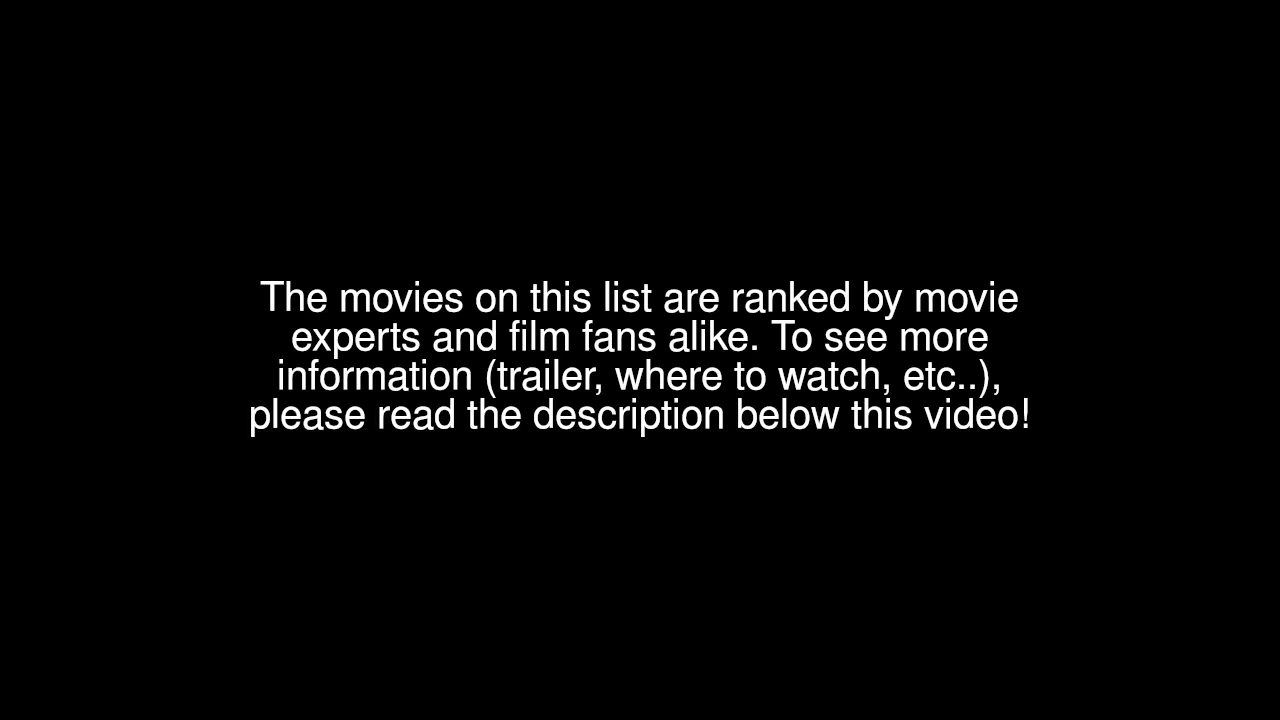 The movies on this list are ranked by movie
experts and film fans alike. To see more
information (trailer, where to watch, etc..),
please read the description below this video!